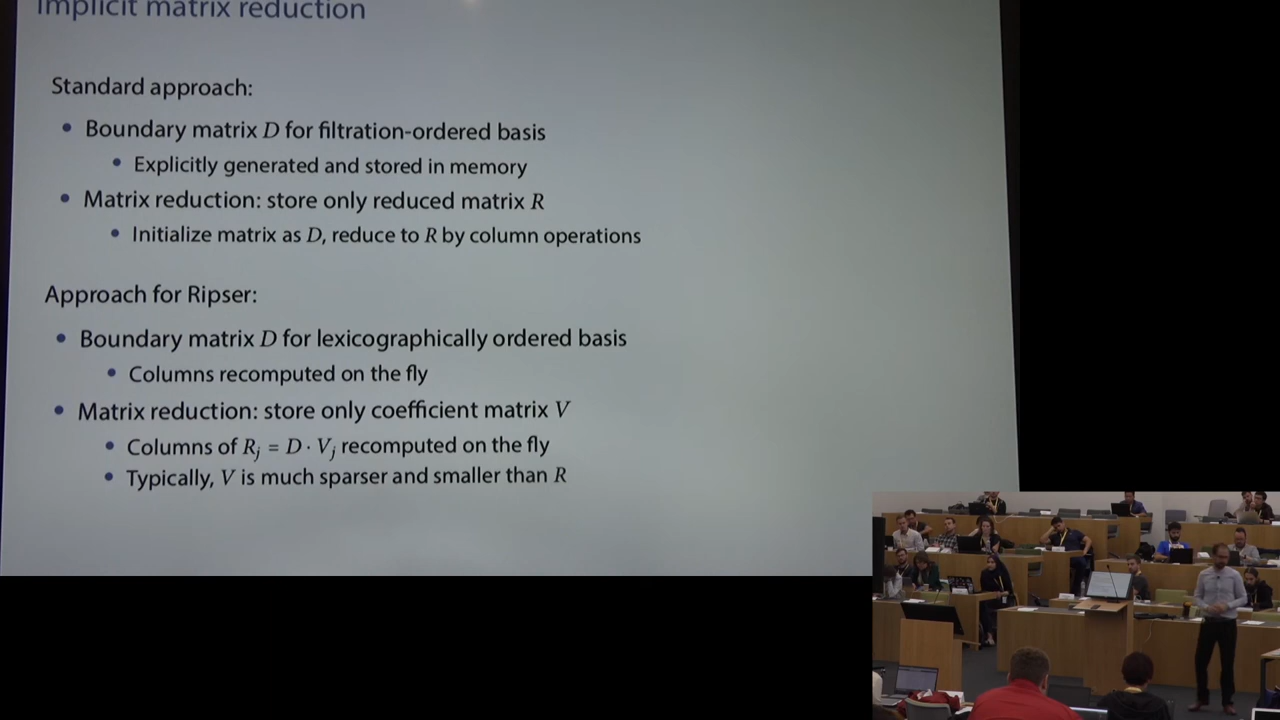 Implicit matrix reduction
Standard approach:
• Boundary matrix D for filtration-ordered basis
• Explicitly generated and stored in memory
• Matrix reduction: store only reduced matrix R
• Initialize matrix as D, reduce to R by column operations
Approach for Ripser:
• Boundary matrix D for lexicographically ordered basis
• Columns recomputed on the fly
• Matrix reduction: store only coefficient matrix V
• Columns of Rⱼ = D · Vⱼ recomputed on the fly
• Typically, V is much sparser and smaller than R